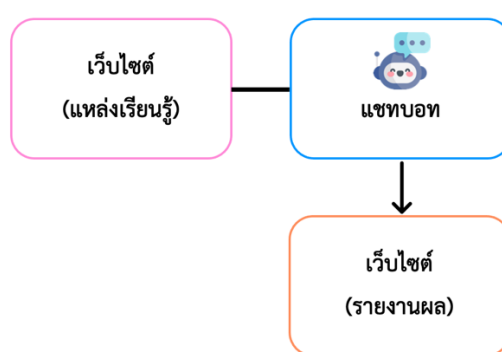 เว็บไซต์
(แหล่งเรียนรู้)
แชทบอท
เว็บไซต์
(รายงานผล)